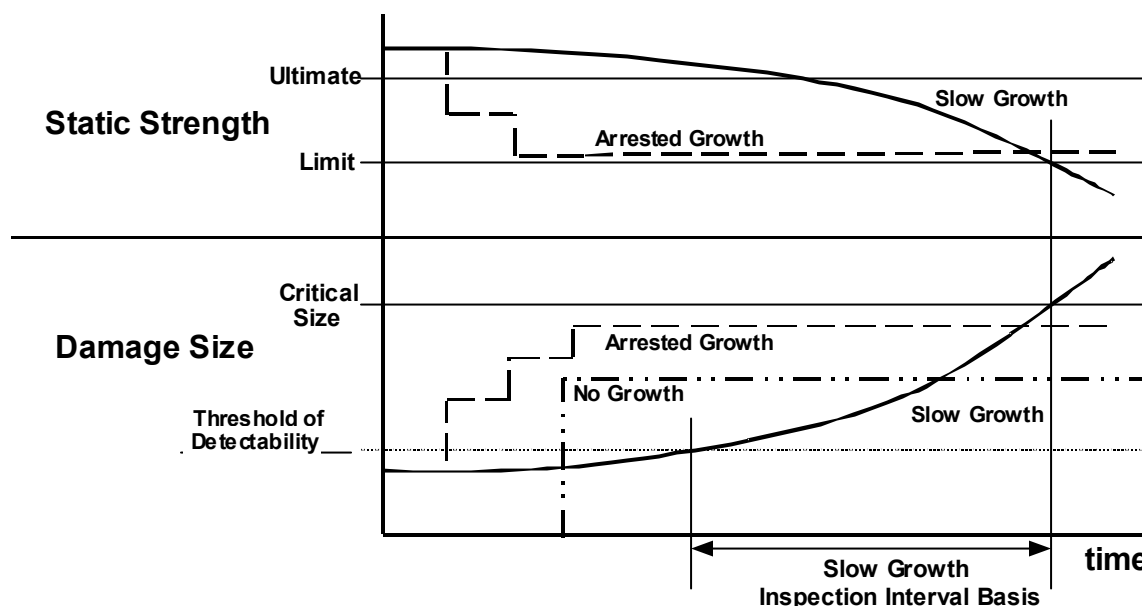 Ultimate
Slow Growth
Static Strength
Arrested Growth
Limit
Critical
Size
Damage Size
Arrested Growth
No Growth
Slow Growth
Threshold of
Detectability
time
Slow Growth
Inspection Interval Basis